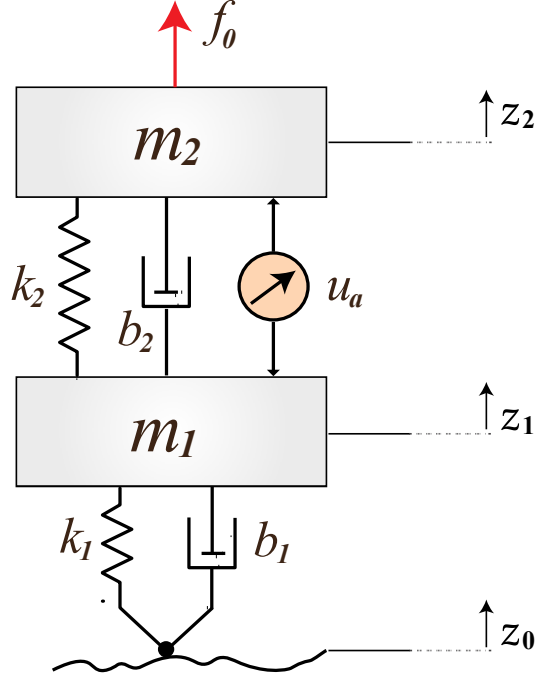 f₀
z₂
m₂
k₂
b₂
uₐ
z₁
m₁
k₁
b₁
z₀